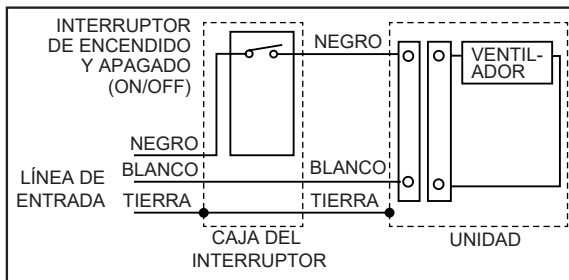 INTERRUPTOR
DE ENCENDIDO
Y APAGADO
(ON/OFF)
NEGRO
VENTIL-
ADOR
NEGRO
LÍNEA DE
ENTRADA
BLANCO
BLANCO
TIERRA
TIERRA
CAJA DEL
INTERRUPTOR
UNIDAD